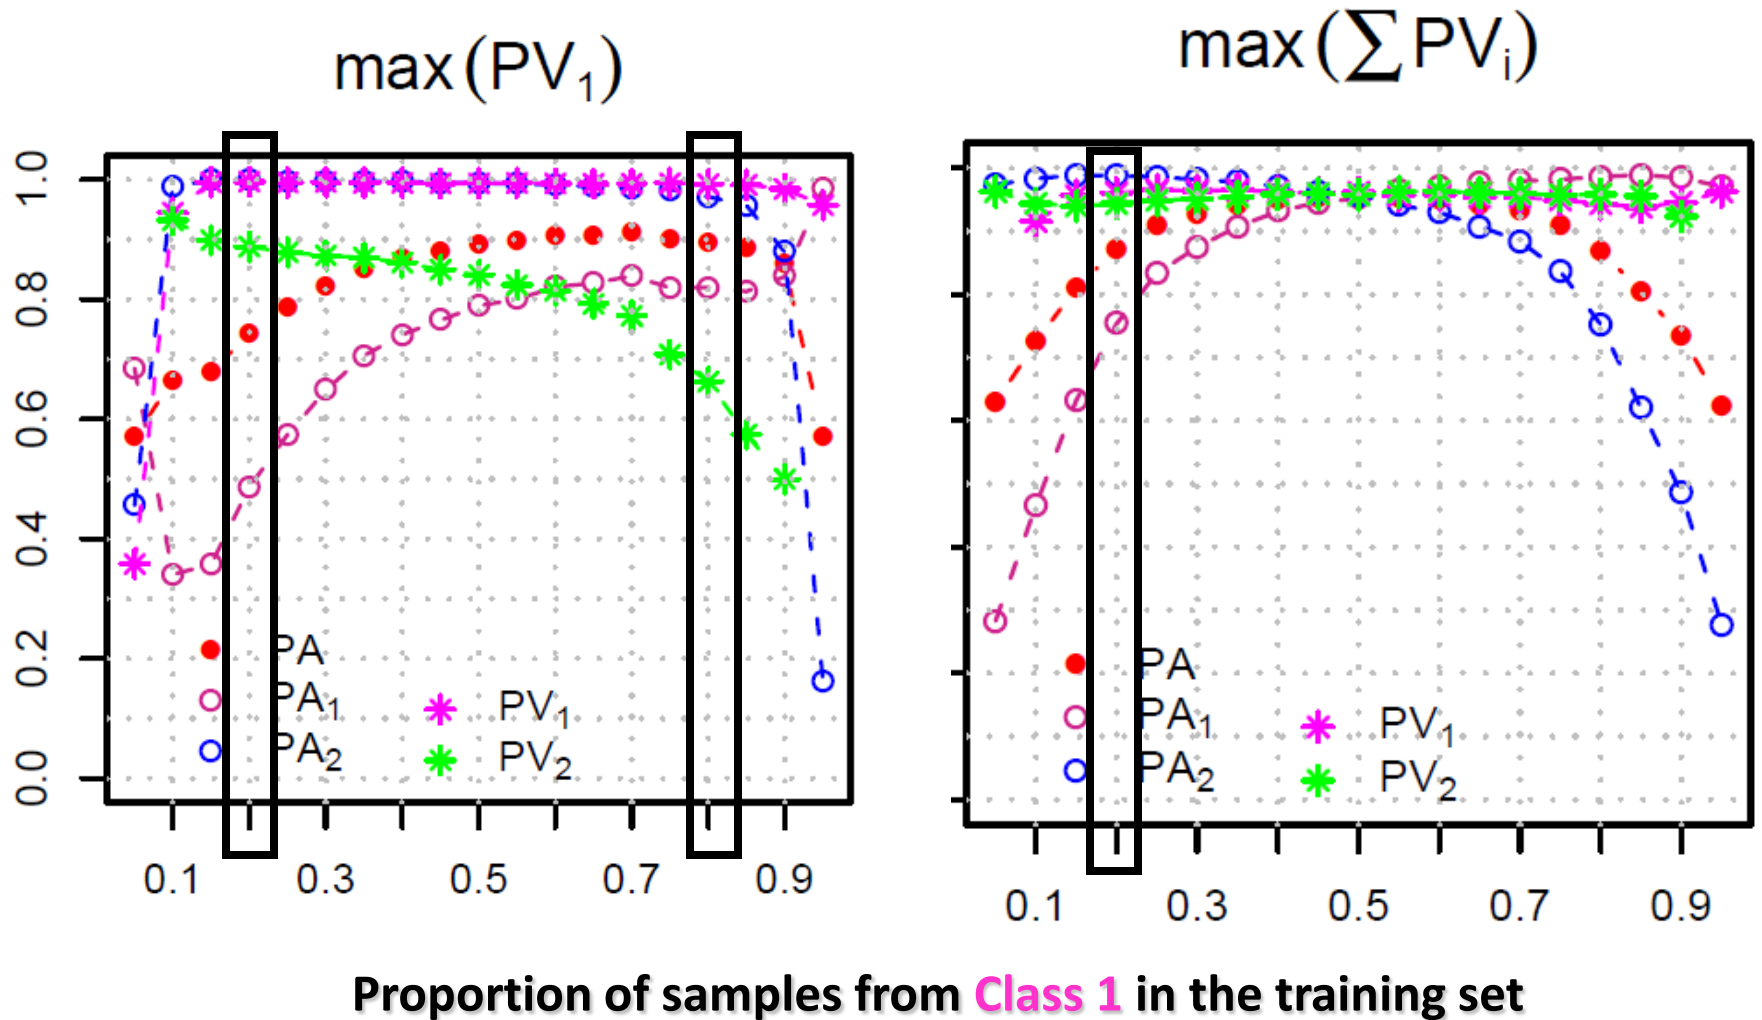 max(PV₁)
max(∑PVᵢ)
1.0
0.8
0.6
0.4
0.2
0.0
PA
PA₁
PA₂
PV₁
PV₂
PA
PA₁
PA₂
PV₁
PV₂
0.1 0.3 0.5 0.7 0.9
0.1 0.3 0.5 0.7 0.9
Proportion of samples from Class 1 in the training set